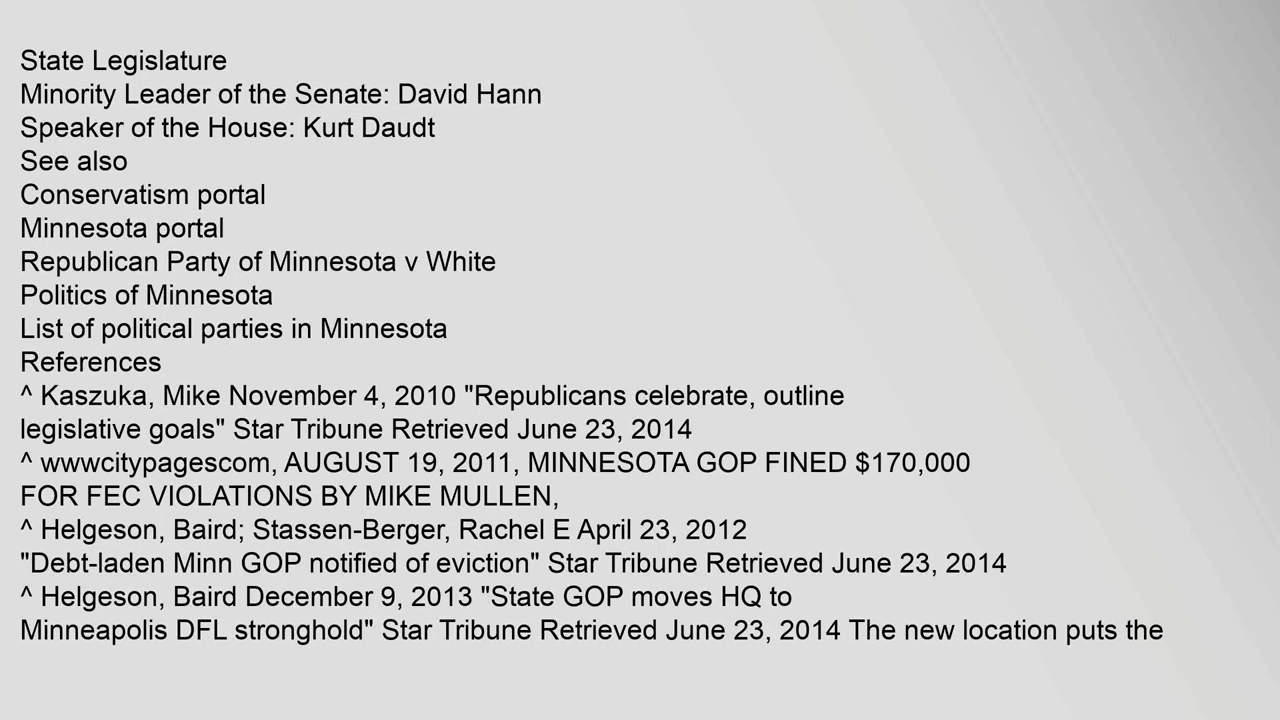 State Legislature
Minority Leader of the Senate: David Hann
Speaker of the House: Kurt Daudt
See also
Conservatism portal
Minnesota portal
Republican Party of Minnesota v White
Politics of Minnesota
List of political parties in Minnesota
References
^ Kaszuka, Mike November 4, 2010 "Republicans celebrate, outline
legislative goals" Star Tribune Retrieved June 23, 2014
^ wwwcitypagescom, AUGUST 19, 2011, MINNESOTA GOP FINED $170,000
FOR FEC VIOLATIONS BY MIKE MULLEN,
^ Helgeson, Baird; Stassen-Berger, Rachel E April 23, 2012
"Debt-laden Minn GOP notified of eviction" Star Tribune Retrieved June 23, 2014
^ Helgeson, Baird December 9, 2013 "State GOP moves HQ to
Minneapolis DFL stronghold" Star Tribune Retrieved June 23, 2014 The new location puts the